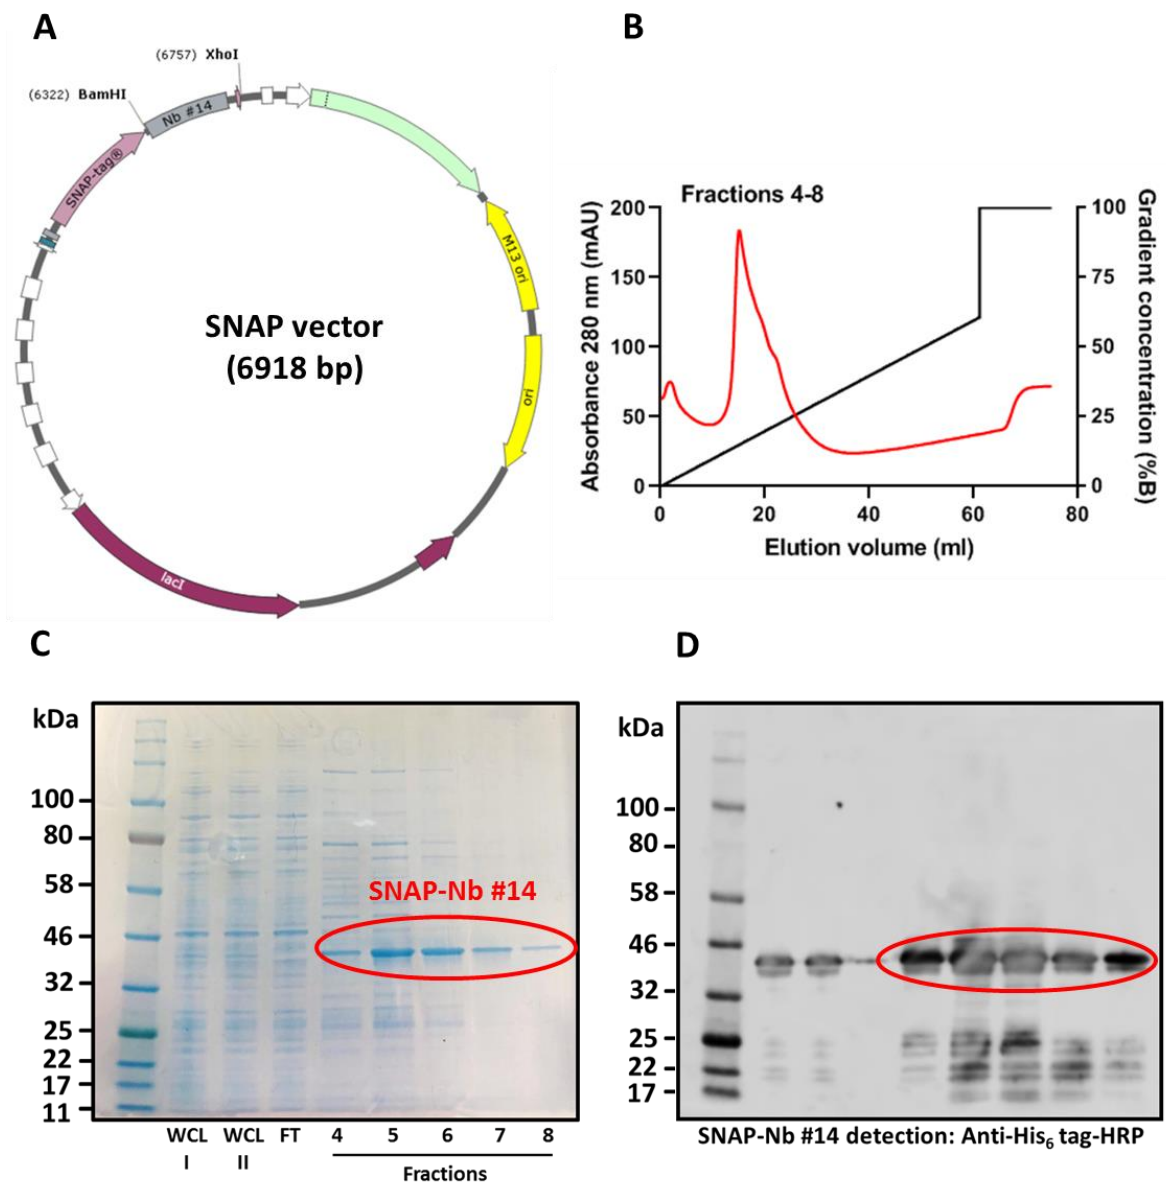 A
(6757) XhoI
(6322) BamHI
Nb #14
SNAP-tag®
M13 ori
SNAP vector
(6918 bp)
ori
lacI
B
Fractions 4-8
Absorbance 280 nm (mAU)
200
150
100
50
0
Gradient concentration (%B)
100
75
50
25
0
0 20 40 60 80
Elution volume (ml)
C
kDa
100
80
58
46
32
25
22
17
11
SNAP-Nb #14
WCL WCL FT 4 5 6 7 8
I II
Fractions
D
kDa
100
80
58
46
32
25
22
17
SNAP-Nb #14 detection: Anti-His6 tag-HRP